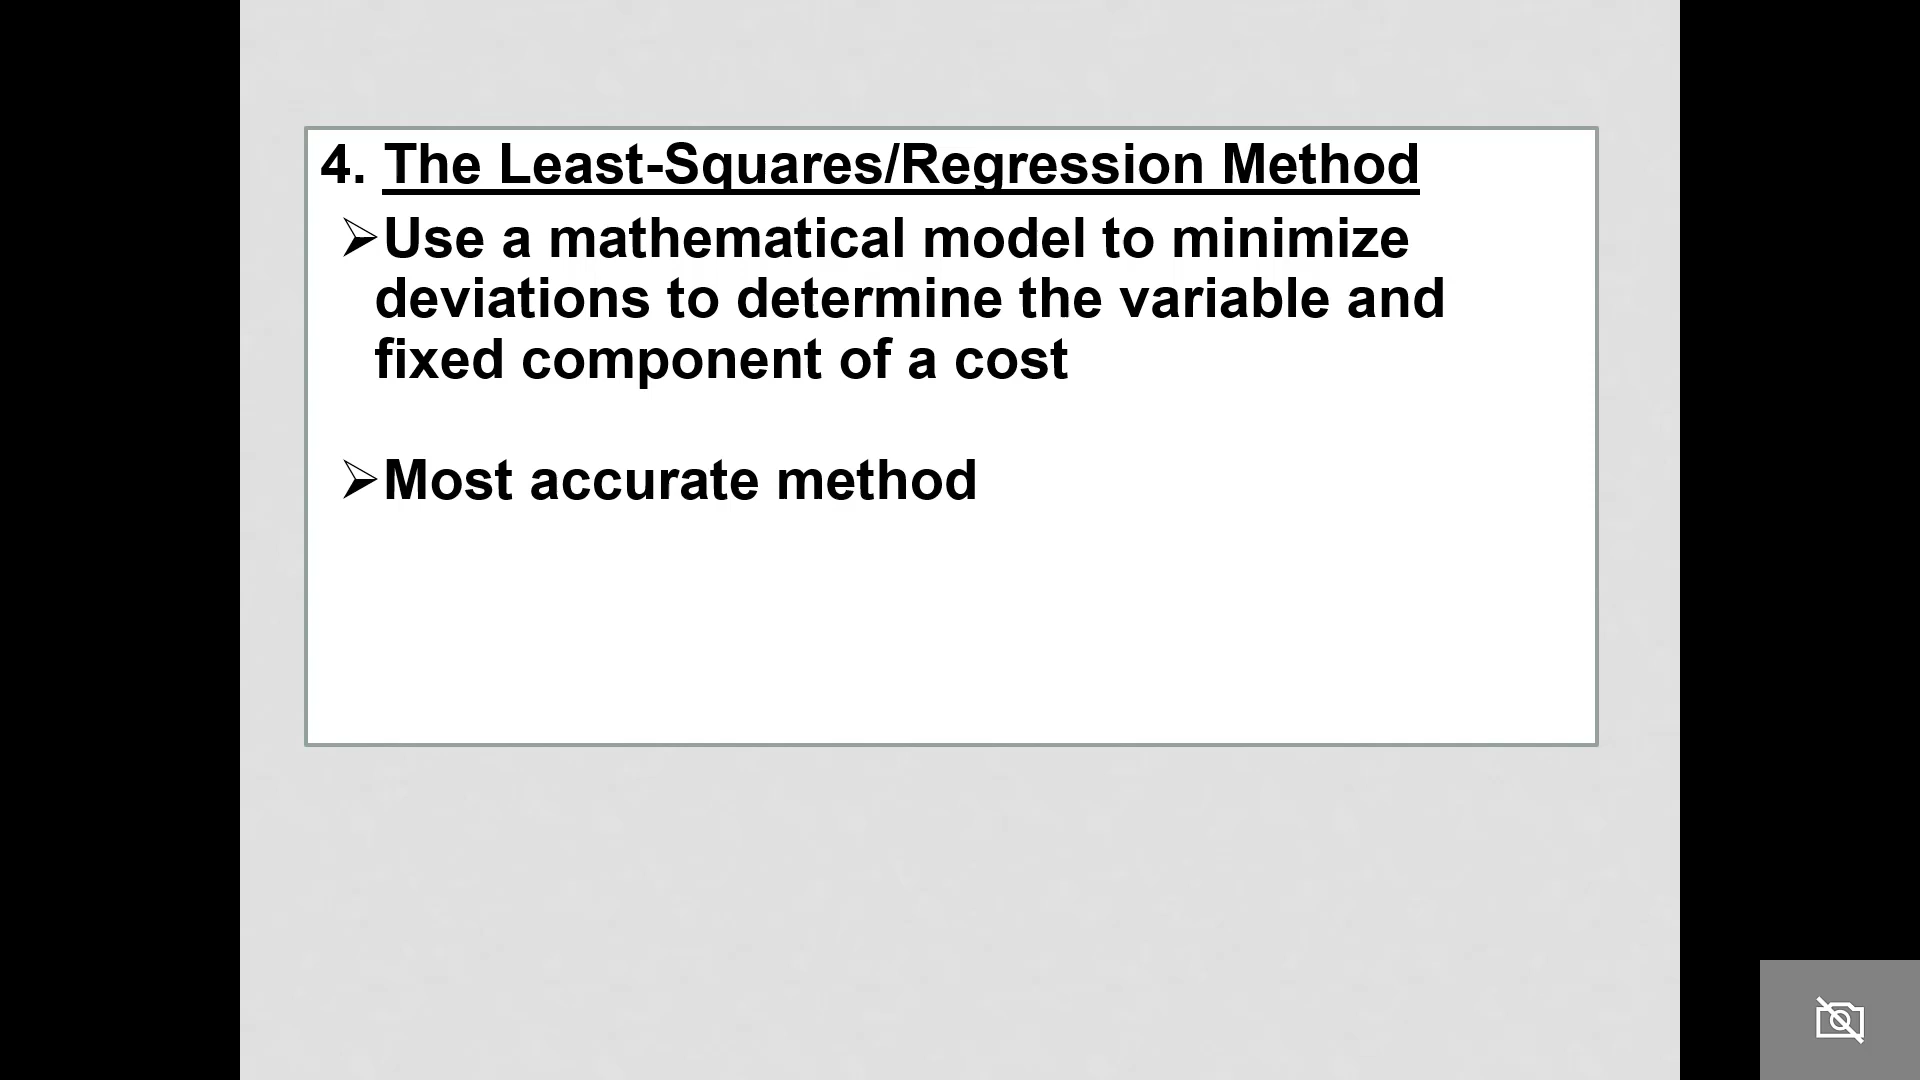 4. The Least-Squares/Regression Method
➢Use a mathematical model to minimize
deviations to determine the variable and
fixed component of a cost
➢Most accurate method